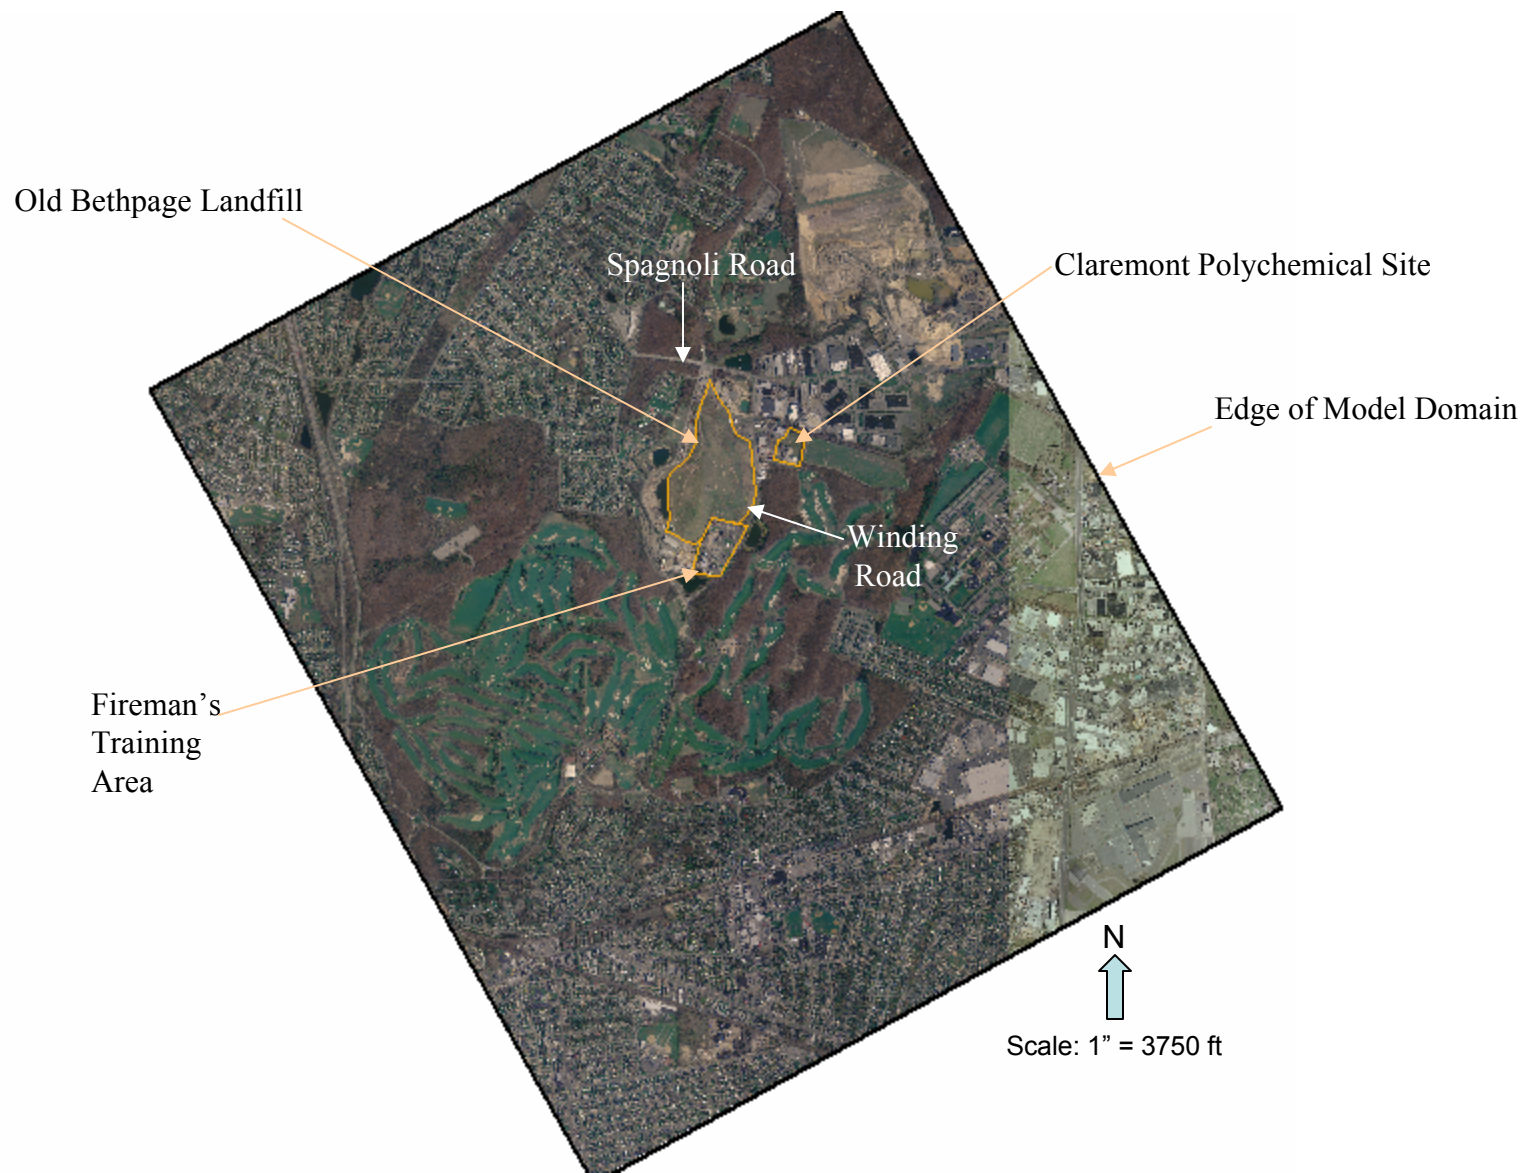 Old Bethpage Landfill
Spagnoli Road
Claremont Polychemical Site
Edge of Model Domain
Winding
Road
Fireman’s
Training
Area
N
Scale: 1” = 3750 ft